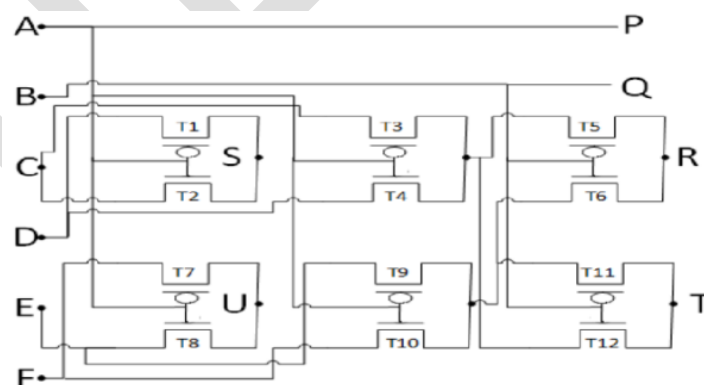 A P
B Q
T1 T3 T5
C S R
T2 T4 T6
D
T7 T9 T11
E U T
T8 T10 T12
F